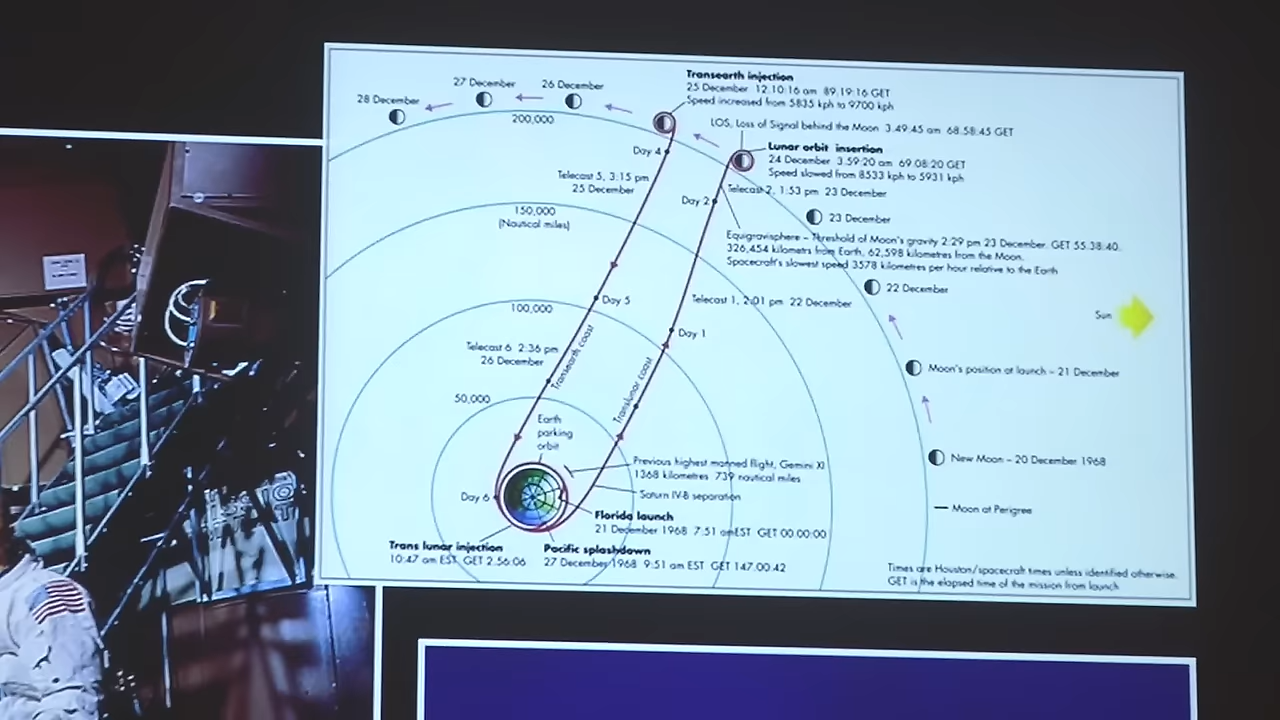 Transearth injection
25 December 12.10:16 am 89.19:16 GET
Speed increased from 5835 kph to 9700 kph
27 December
26 December
28 December
200,000
LOS, Loss of Signal behind the Moon 3.49:45 am 68.58:45 GET
Day 4
Lunar orbit insertion
24 December 3.59:20 am 69:08:20 GET
Speed slowed from 8533 kph to 5931 kph
Telecast 5, 3:15 pm
25 December
Telecast 2, 1:53 pm 23 December
Day 2
150,000
(Nautical miles)
23 December
Equigravisphere – Threshold of Moon's gravity 2:29 pm 23 December. GET 55:38:40.
326,454 kilometrs from Earth, 62,598 kilometres from the Moon.
Spacecraft's slowest speed 3578 kilometres per hour relative to the Earth
22 December
Day 5
Telecast 1, 2:01 pm 22 December
100,000
Sun
Day 1
Telecast 6 2:36 pm
26 December
Transearth coast
Translunar coast
Moon's position at launch – 21 December
50,000
Earth
parking
orbit
Previous highest manned flight, Gemini XI
1368 kilometres 739 nautical miles
New Moon – 20 December 1968
Day 6
Saturn IV-B separation
Florida launch
21 December 1968 7:51 amEST GET 00:00:00
Moon at Perigree
Trans lunar injection
10:47 am EST GET 2.56:06
Pacific splashdown
27 December 1968 9:51 am EST GET 147.00:42
Times are Houston/spacecraft times unless identified otherwise.
GET is the elapsed time of the mission from launch